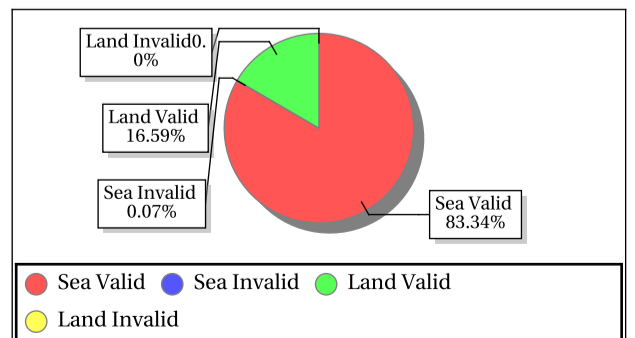 Land Invalid0.
0%
Land Valid
16.59%
Sea Invalid
0.07%
Sea Valid
83.34%
Sea Valid Sea Invalid Land Valid
Land Invalid